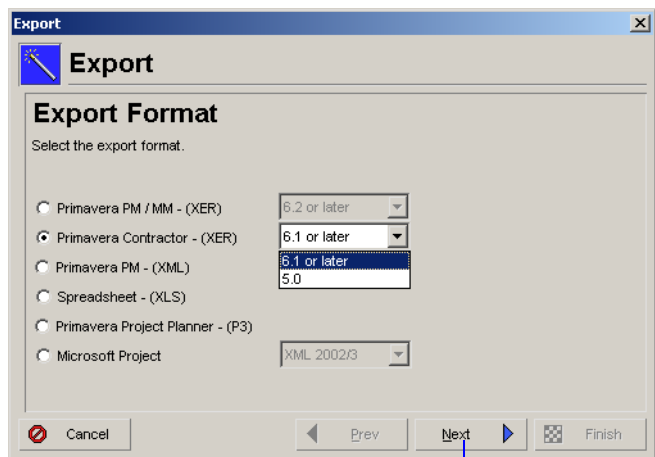 Export
Export
Export Format
Select the export format.
Primavera PM / MM - (XER) 6.2 or later
Primavera Contractor - (XER) 6.1 or later
6.1 or later
Primavera PM - (XML)
5.0
Spreadsheet - (XLS)
Primavera Project Planner - (P3)
Microsoft Project XML 2002/3
Cancel Prev Next Finish